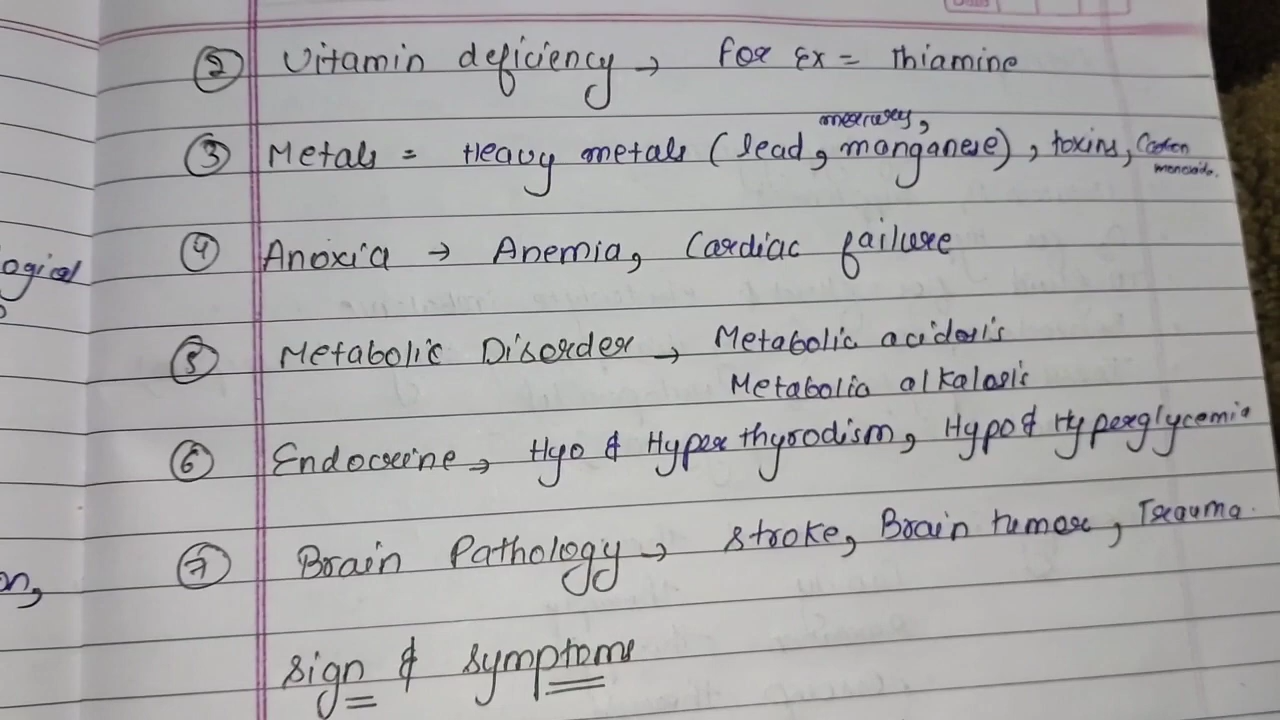 ② Vitamin deficiency → For Ex = Thiamine
mercury,
③ Metals = Heavy metals (lead, manganese), toxins, Carbon monoxide.
④ Anoxia → Anemia, Cardiac failure
ogical
⑤ Metabolic Disorder → Metabolic acidosis
Metabolic alkalosis
⑥ Endocrine → Hyo & Hyper thyrodism, Hypo & Hyperglycemia
⑦ Brain Pathology → stroke, Brain tumor, Trauma.
n,
sign & symptoms